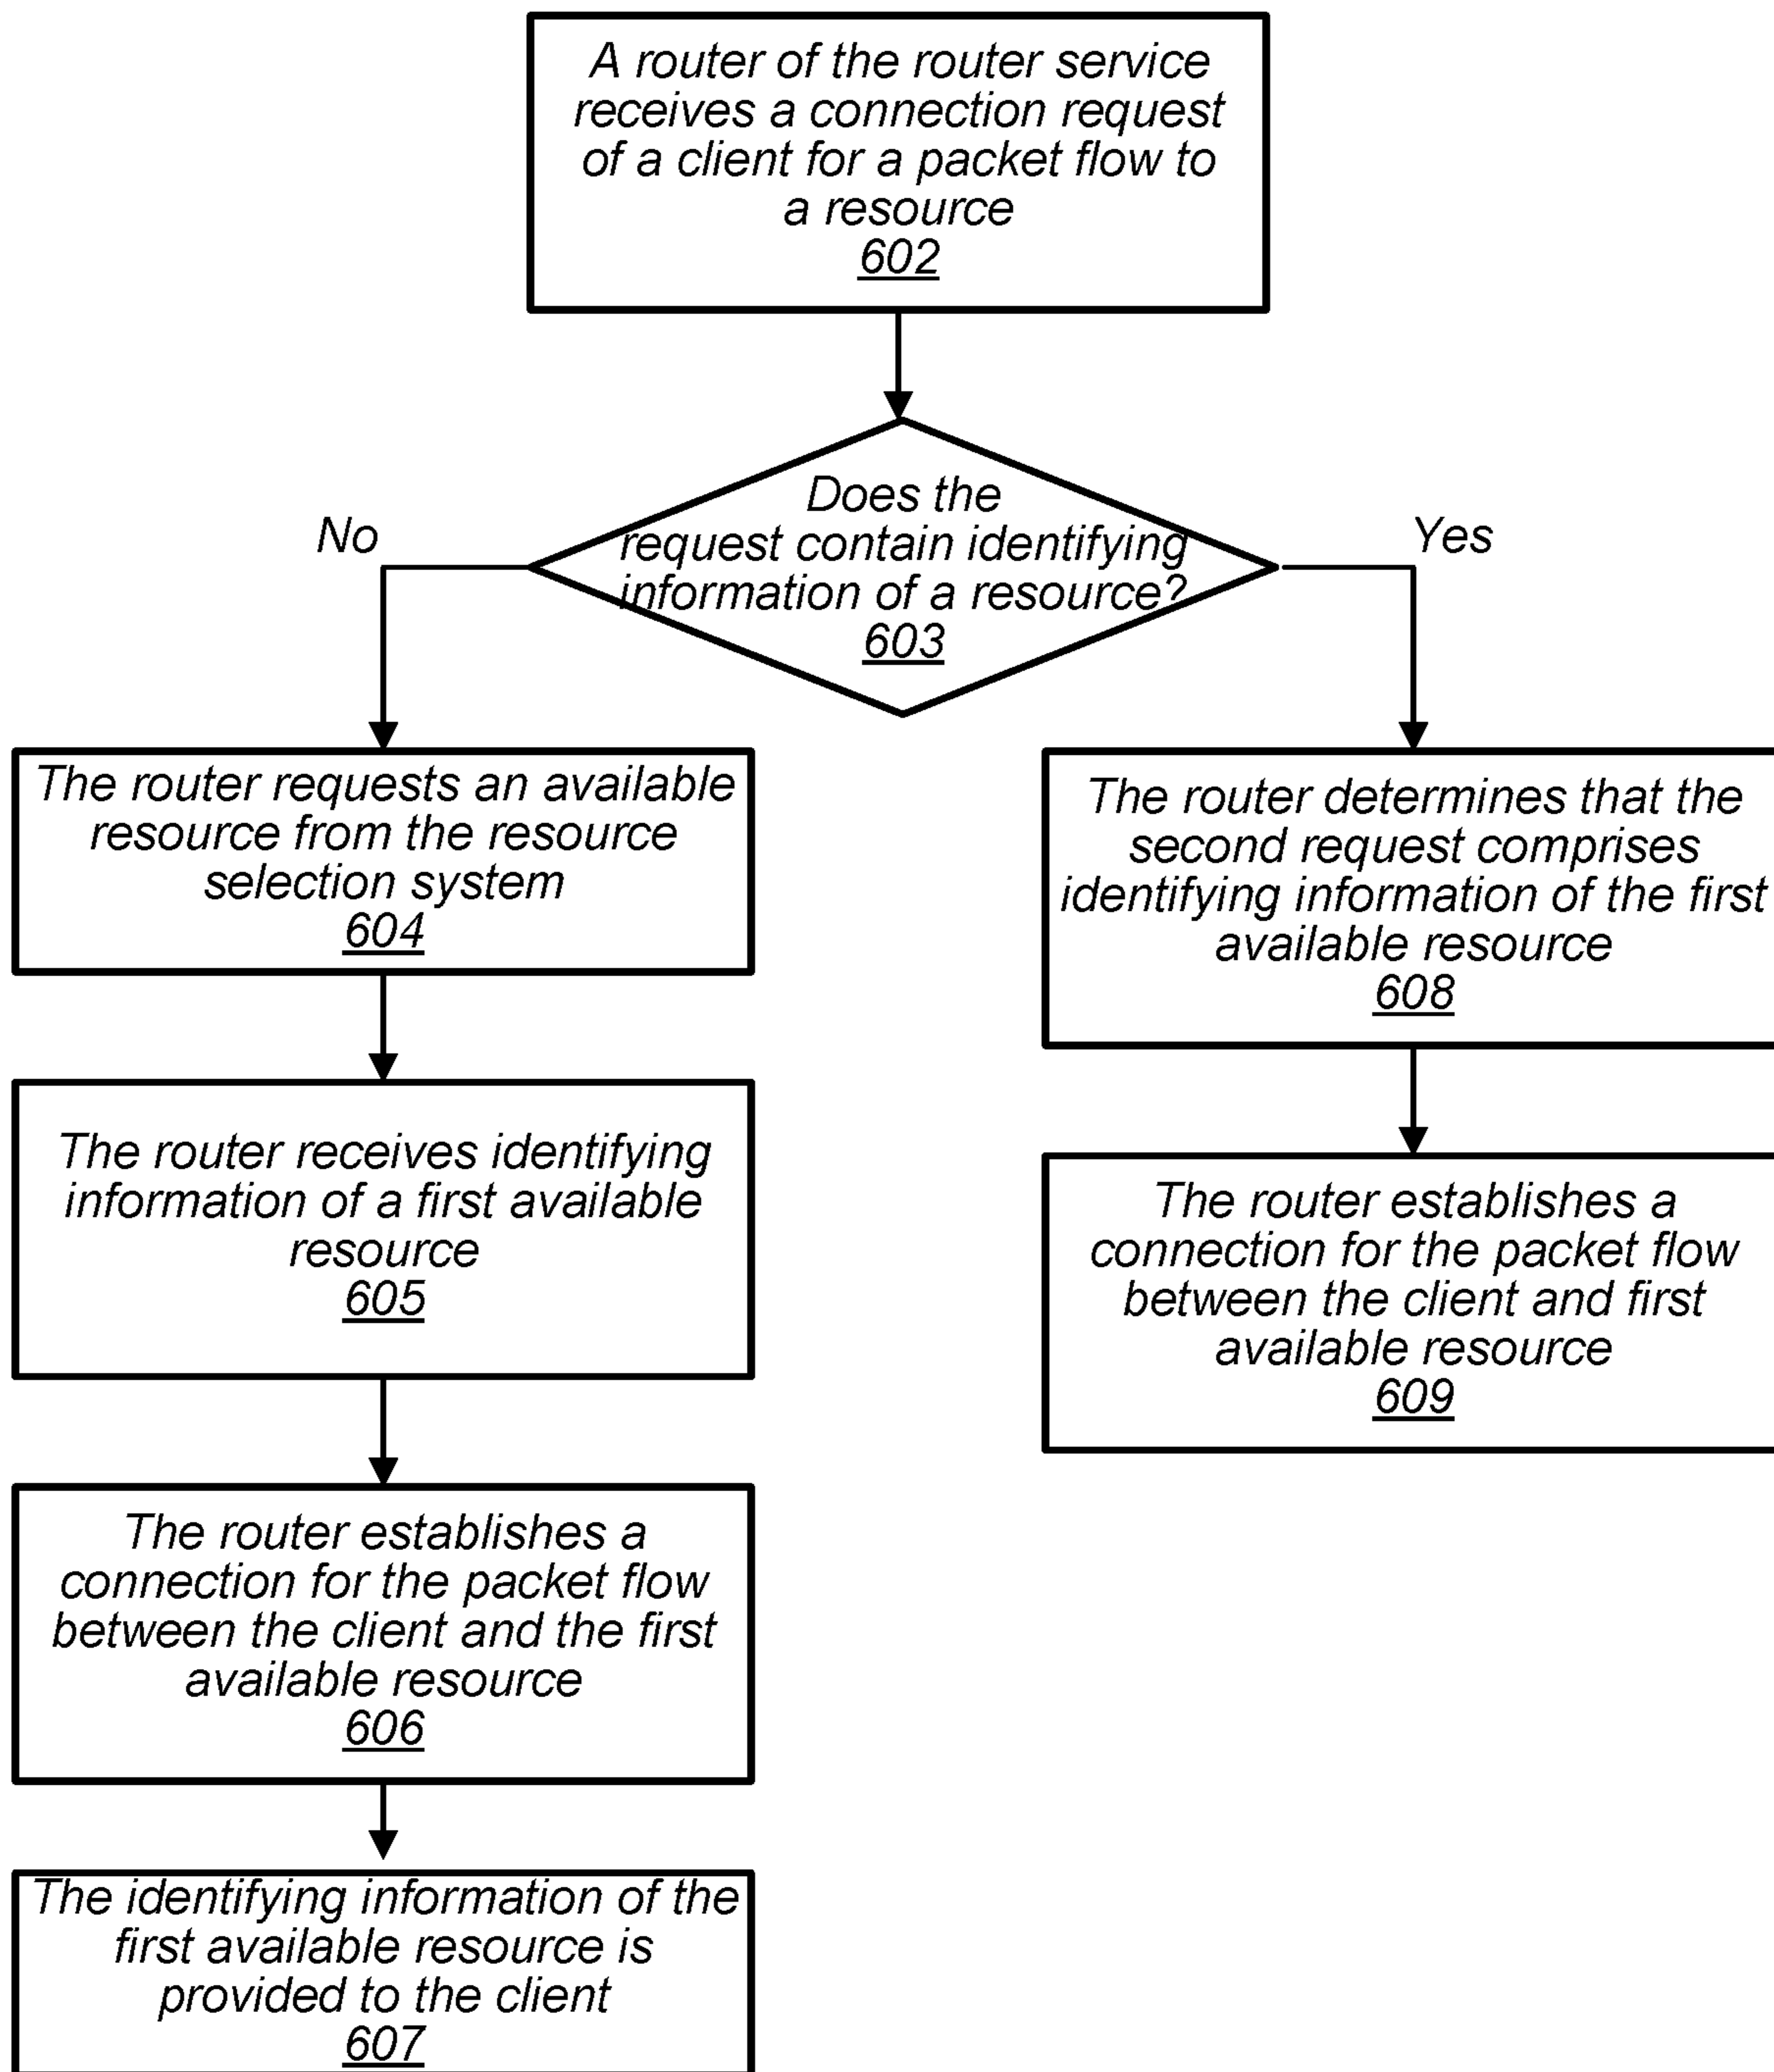 A router of the router service
receives a connection request
of a client for a packet flow to
a resource
602
Does the
request contain identifying
information of a resource?
603
No
Yes
The router requests an available
resource from the resource
selection system
604
The router receives identifying
information of a first available
resource
605
The router establishes a
connection for the packet flow
between the client and the first
available resource
606
The identifying information of the
first available resource is
provided to the client
607
The router determines that the
second request comprises
identifying information of the first
available resource
608
The router establishes a
connection for the packet flow
between the client and first
available resource
609